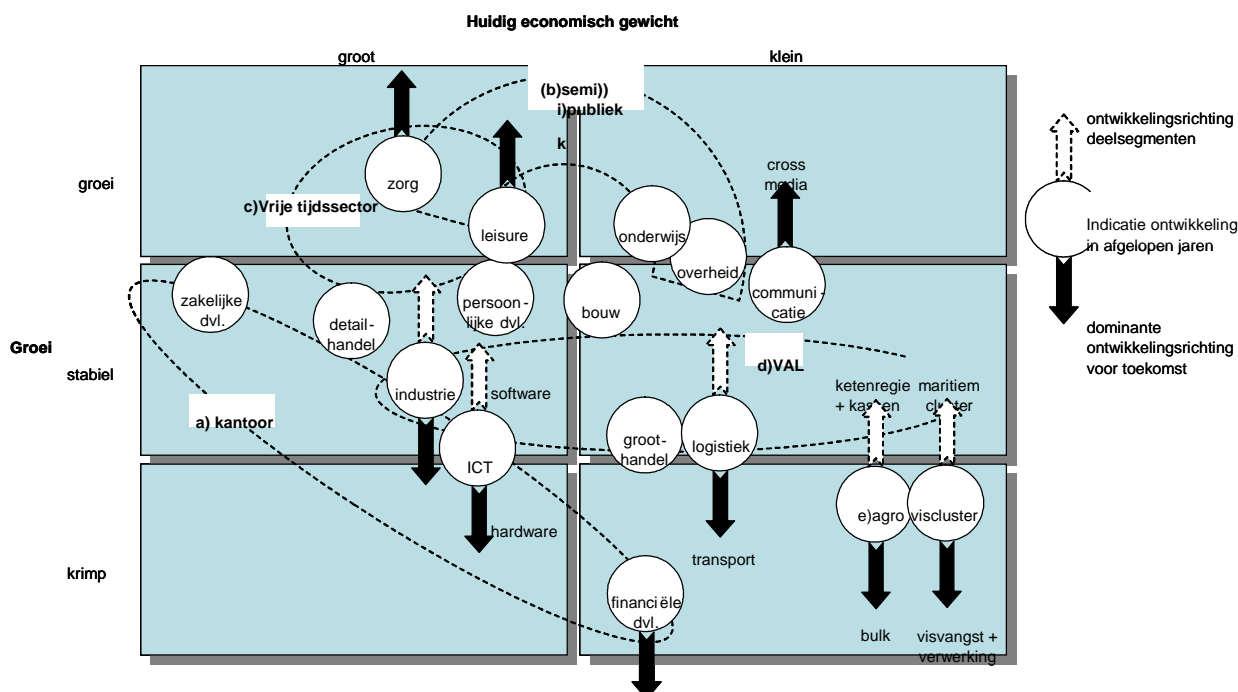 Huidig economisch gewicht
groot
klein
(b)semi))
i)publiek
k
groei
zorg
cross
media
c)Vrije tijdssector
leisure
onderwijs
overheid
zakelijke
dvl.
detail-
handel
persoon-
lijke dvl.
bouw
communi-
catie
Groei
stabiel
d)VAL
industrie
software
ketenregie
+ kassen
maritiem
cluster
a) kantoor
ICT
groot-
handel
logistiek
hardware
e)agro
viscluster
transport
krimp
financiële
dvl.
bulk
visvangst +
verwerking
ontwikkelingsrichting
deelsegmenten
Indicatie ontwikkeling
in afgelopen jaren
dominante
ontwikkelingsrichting
voor toekomst